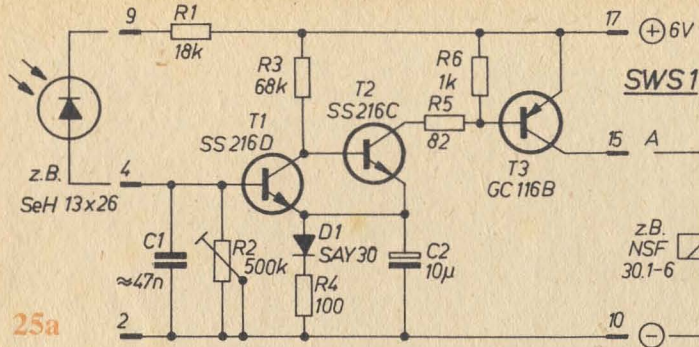 9
R1
18k
17
+ 6V
R3
68k
R6
1k
SWS1
T2
SS216C
R5
82
T1
SS216D
15
A
T3
GC116B
z.B.
SeH 13x26
4
D1
SAY30
C1
≈47n
R2
500k
R4
100
C2
10µ
z.B.
NSF
30.1-6
25a
2
10
−